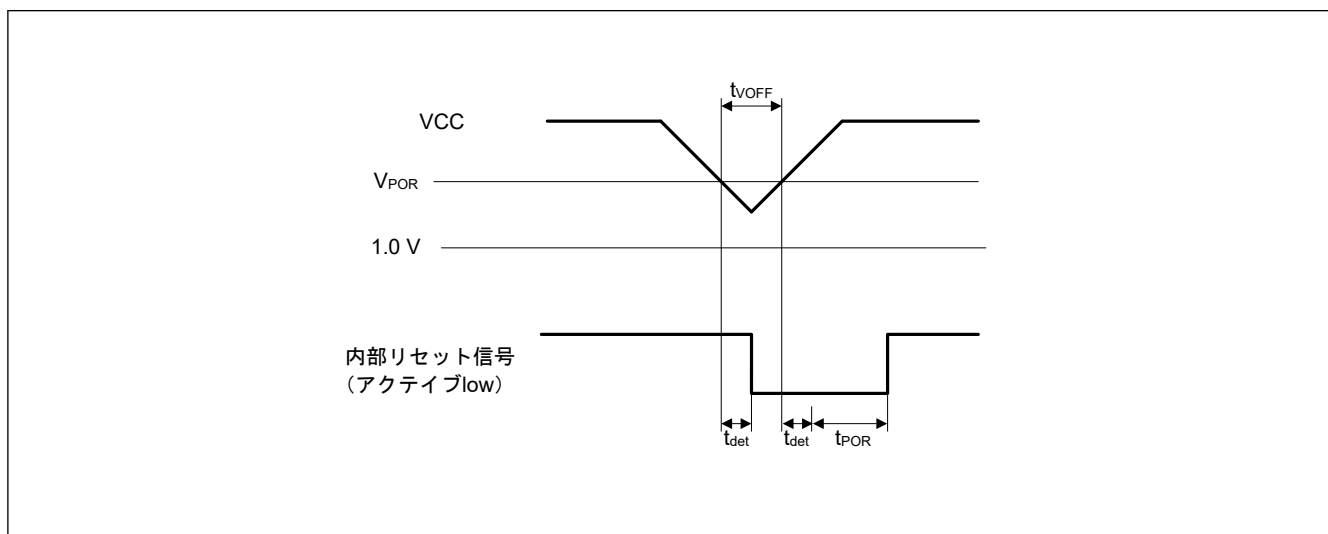 tVOFF
VCC
VPOR
1.0 V
内部リセット信号
（アクティブlow）
tdet
tdet
tPOR